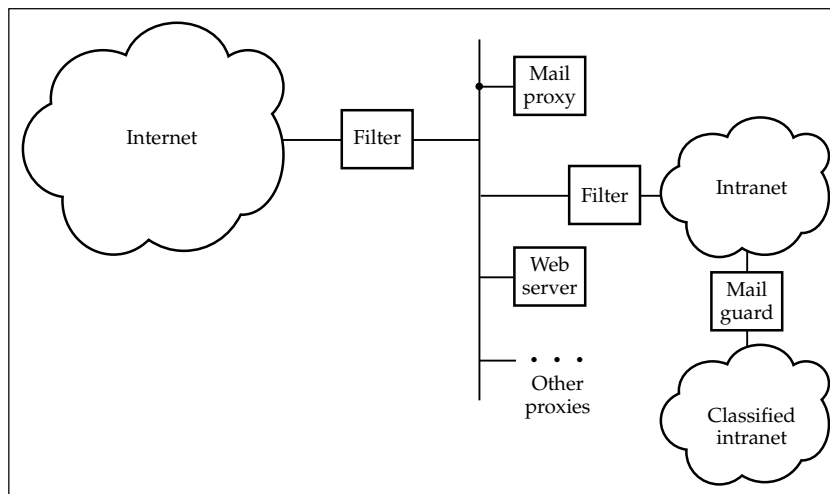 Internet
Filter
Mail
proxy
Filter
Intranet
Web
server
Mail
guard
Other
proxies
Classified
intranet